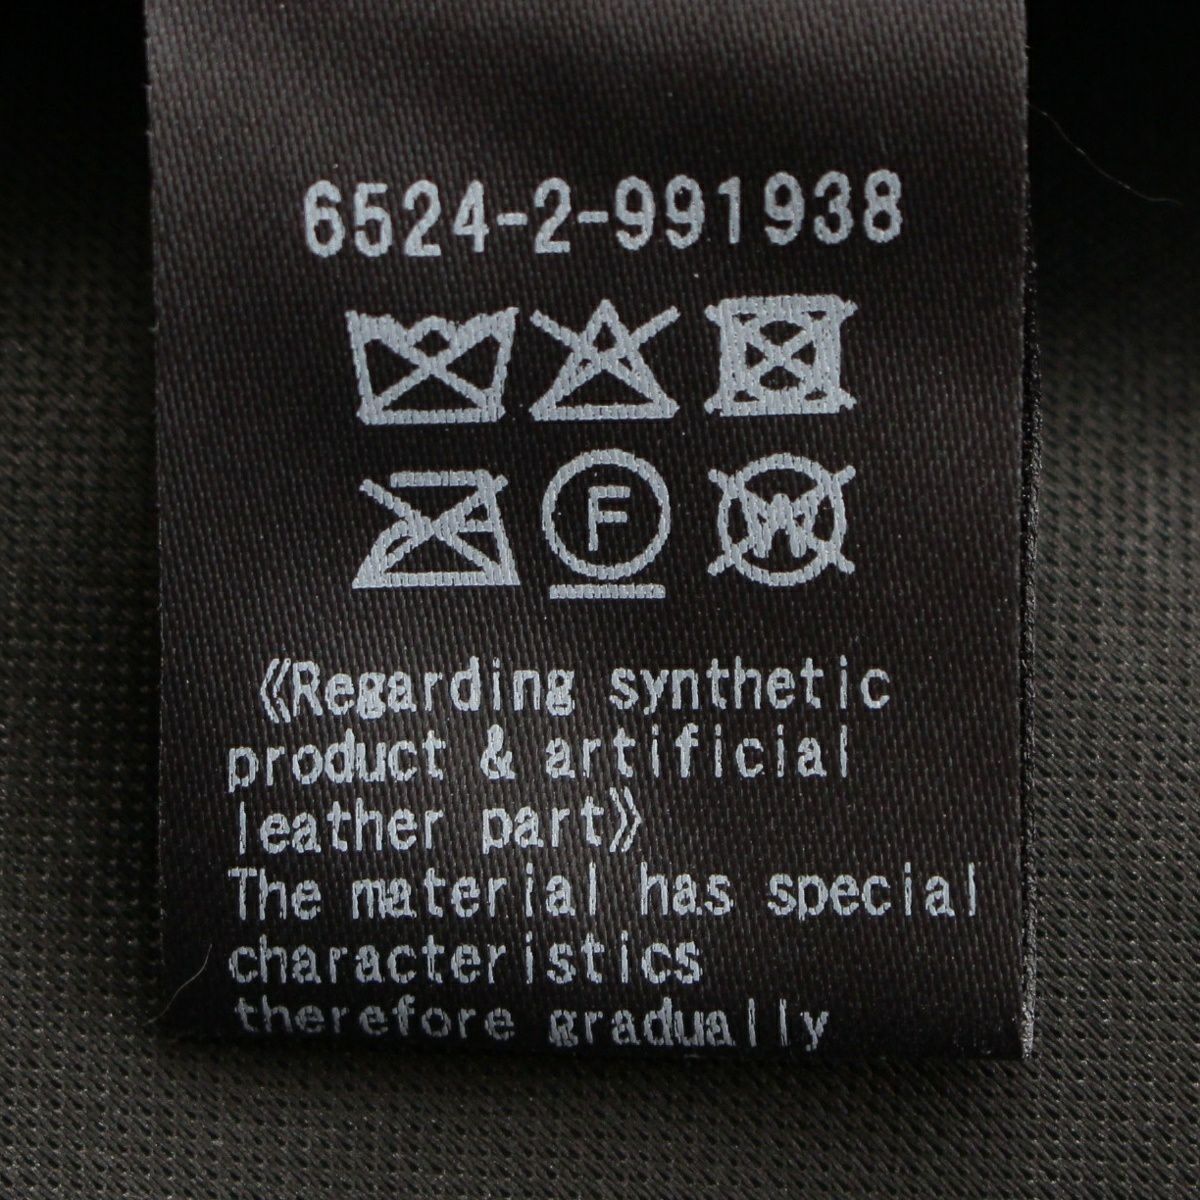 6524-2-991938
F
W
《Regarding synthetic
product & artificial
leather part》
The material has special
characteristics
therefore gradually